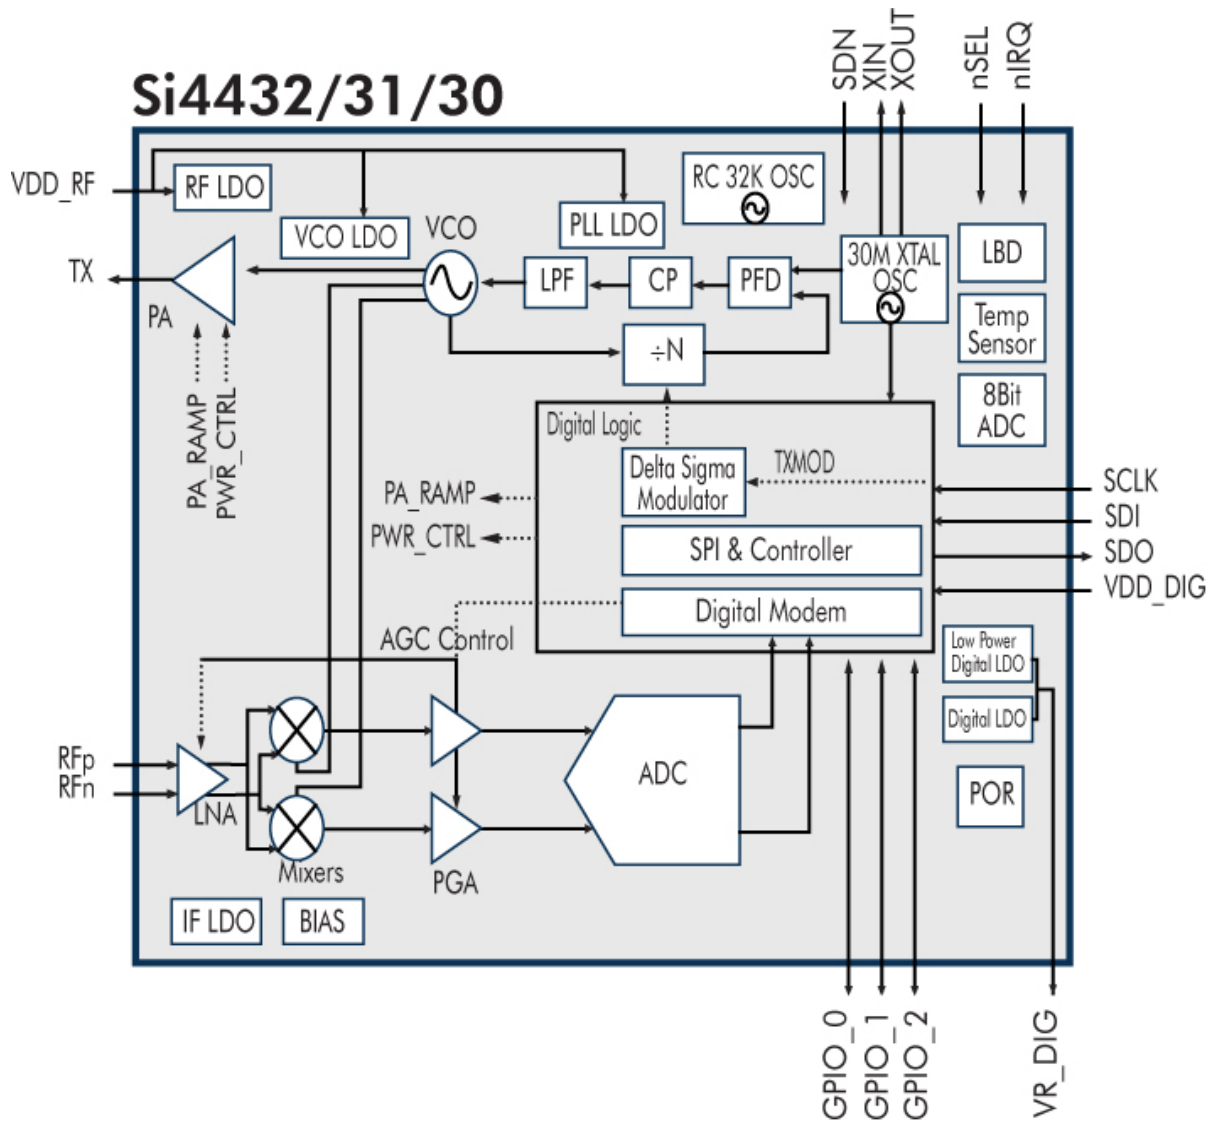 Si4432/31/30
SDN
XIN
XOUT
nSEL
nIRQ
VDD_RF
RF LDO
VCO LDO
VCO
PLL LDO
RC 32K OSC
30M XTAL
OSC
LBD
TX
PA
LPF
CP
PFD
÷N
Temp
Sensor
8Bit
ADC
PA_RAMP
PWR_CTRL
Digital Logic
Delta Sigma
Modulator
TXMOD
PA_RAMP
PWR_CTRL
SPI & Controller
Digital Modem
SCLK
SDI
SDO
VDD_DIG
AGC Control
Low Power
Digital LDO
Digital LDO
RFp
RFn
LNA
Mixers
PGA
ADC
POR
IF LDO
BIAS
GPIO_0
GPIO_1
GPIO_2
VR_DIG